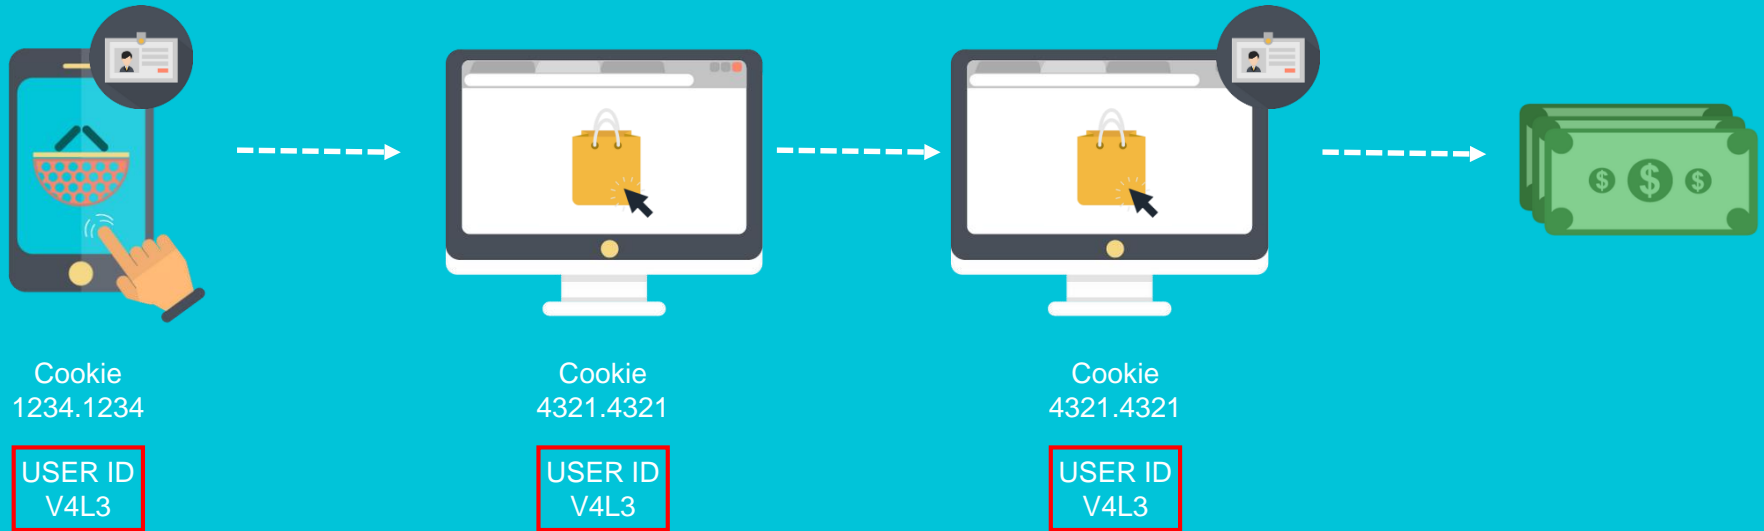 Cookie
1234.1234
USER ID
V4L3
Cookie
4321.4321
USER ID
V4L3
Cookie
4321.4321
USER ID
V4L3
$ $ $